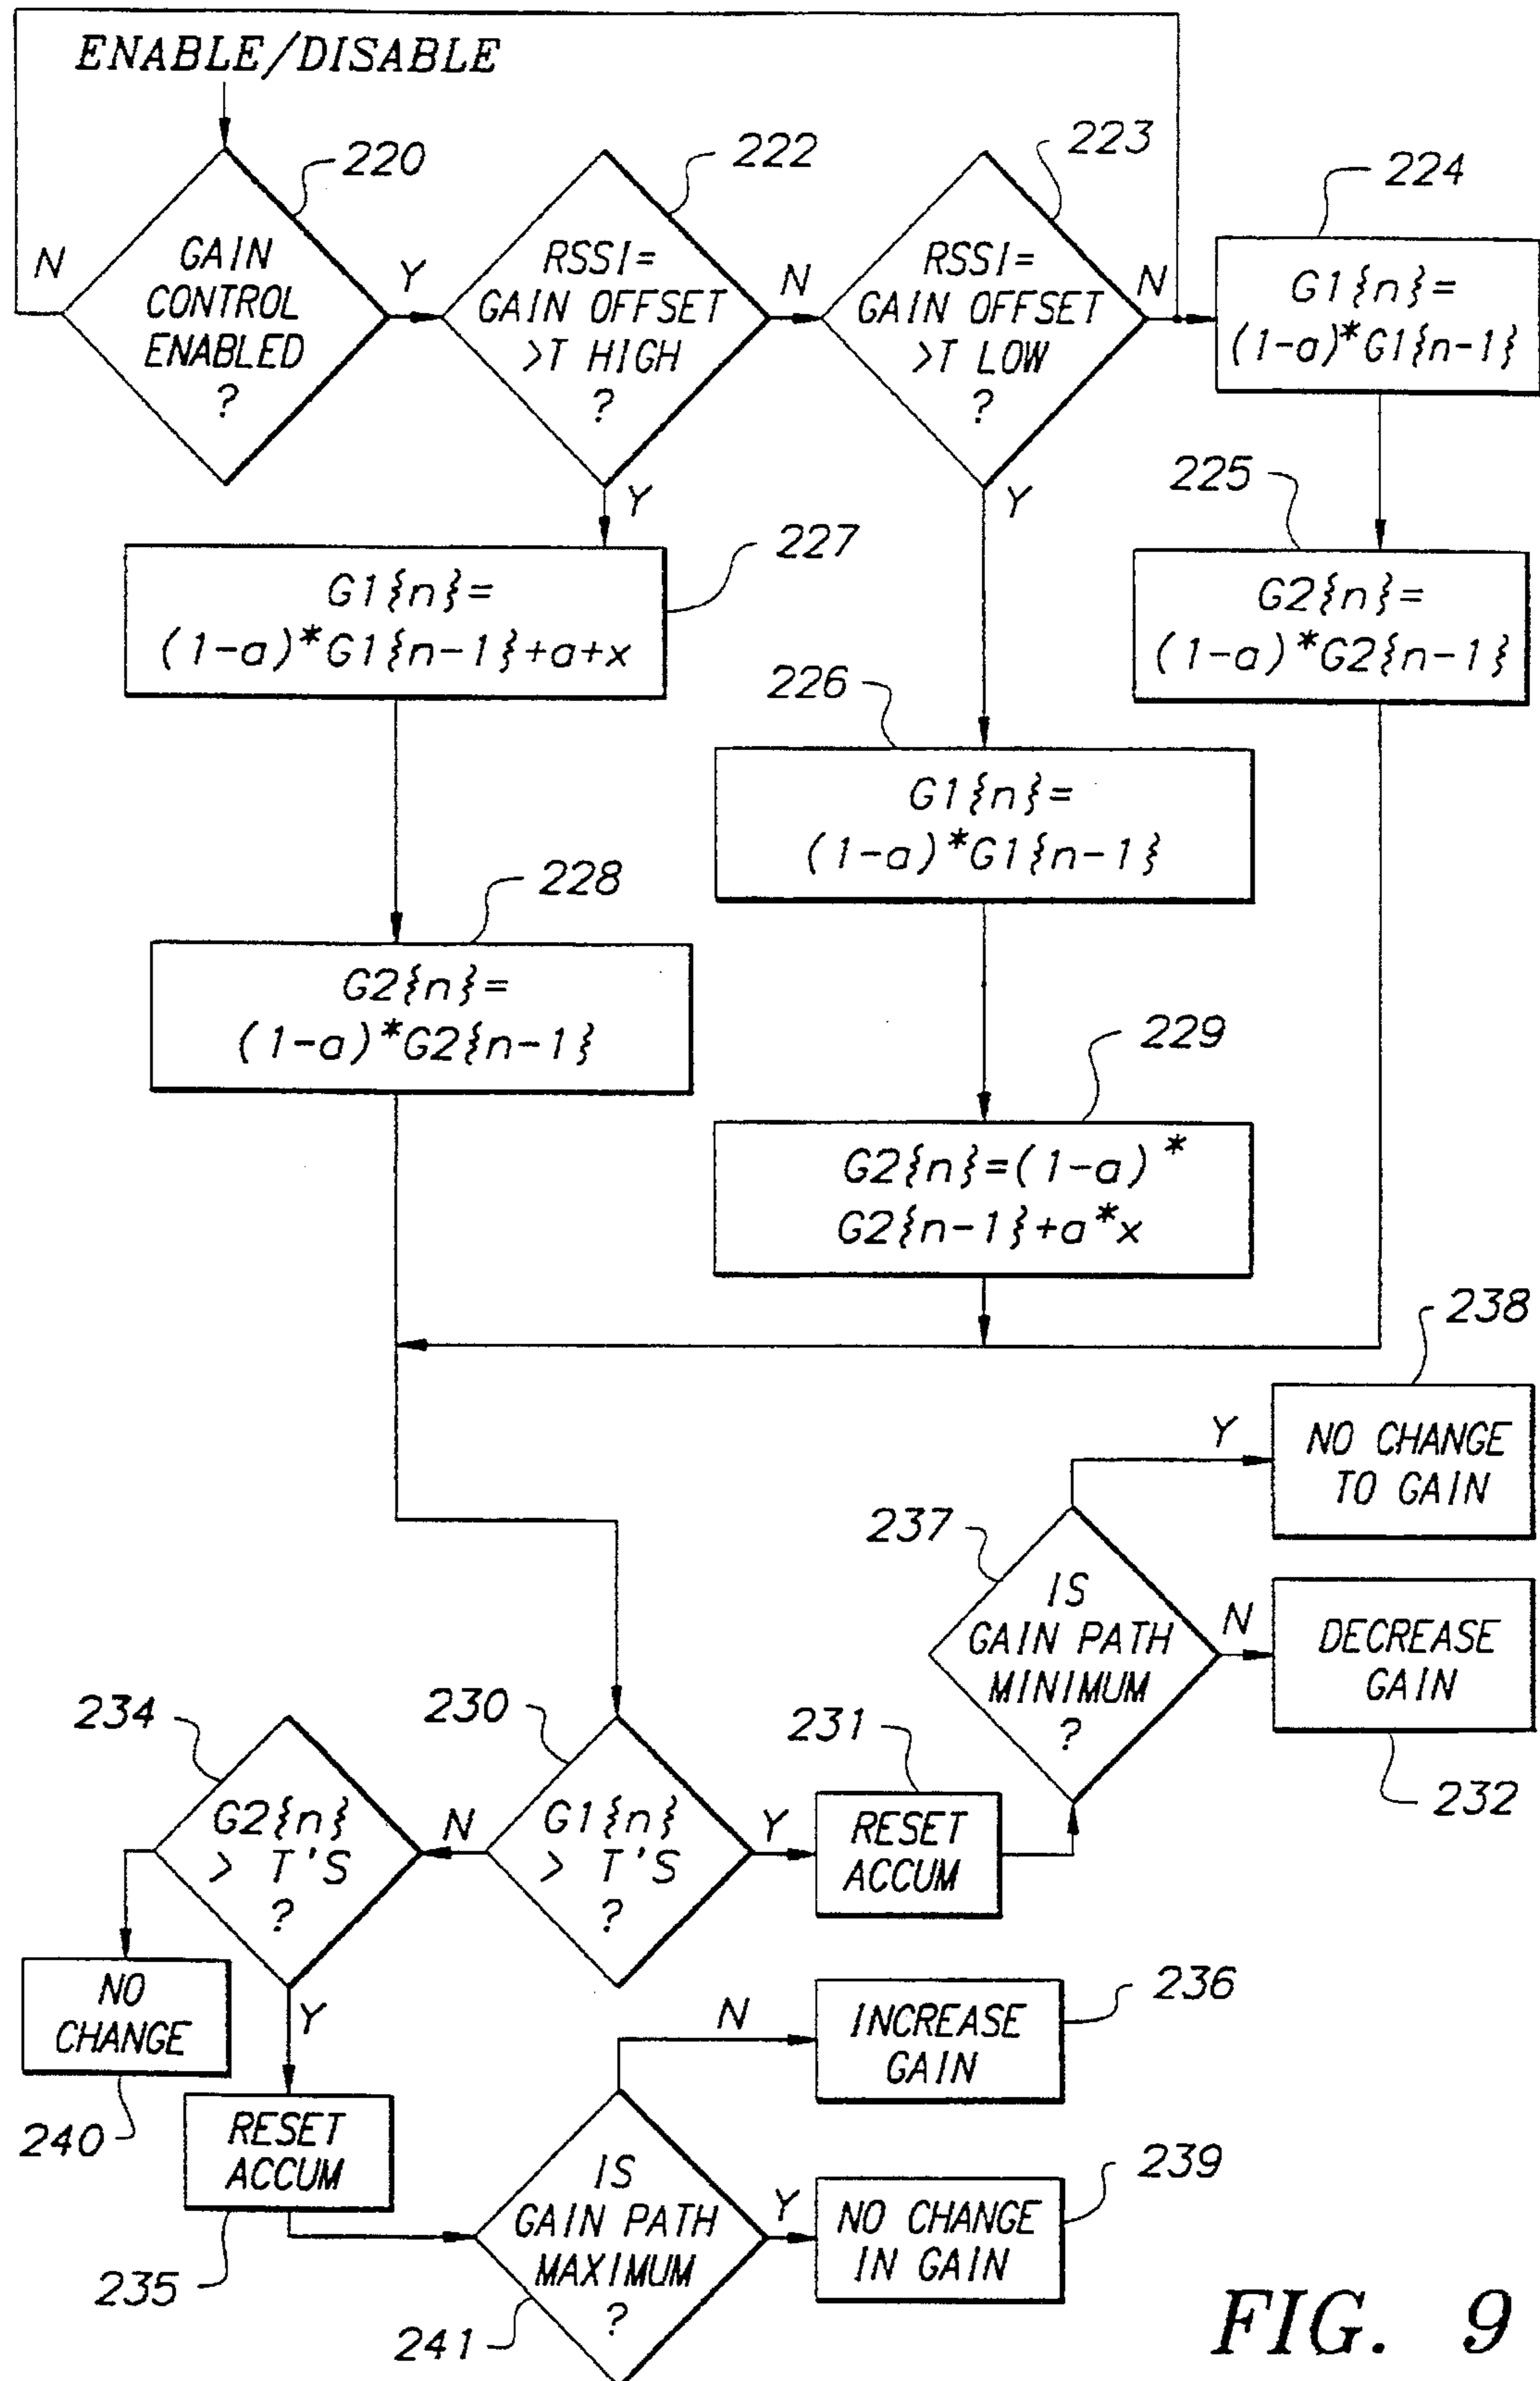 ENABLE/DISABLE
220
222
223
224
N
GAIN
CONTROL
ENABLED
?
Y
RSSI=
GAIN OFFSET
>T HIGH
?
N
RSSI=
GAIN OFFSET
>T LOW
?
N
G1{n}=
(1-a)*G1{n-1}
Y
Y
225
G2{n}=
(1-a)*G2{n-1}
227
G1{n}=
(1-a)*G1{n-1}+a+x
226
G1{n}=
(1-a)*G1{n-1}
228
G2{n}=
(1-a)*G2{n-1}
229
G2{n}=(1-a)*
G2{n-1}+a*x
238
Y
NO CHANGE
TO GAIN
237
IS
GAIN PATH
MINIMUM
?
N
DECREASE
GAIN
232
234
230
231
G2{n}
> T'S
?
N
G1{n}
> T'S
?
Y
RESET
ACCUM
NO
CHANGE
240
Y
N
INCREASE
GAIN
236
RESET
ACCUM
235
IS
GAIN PATH
MAXIMUM
?
241
Y
NO CHANGE
IN GAIN
239
FIG. 9